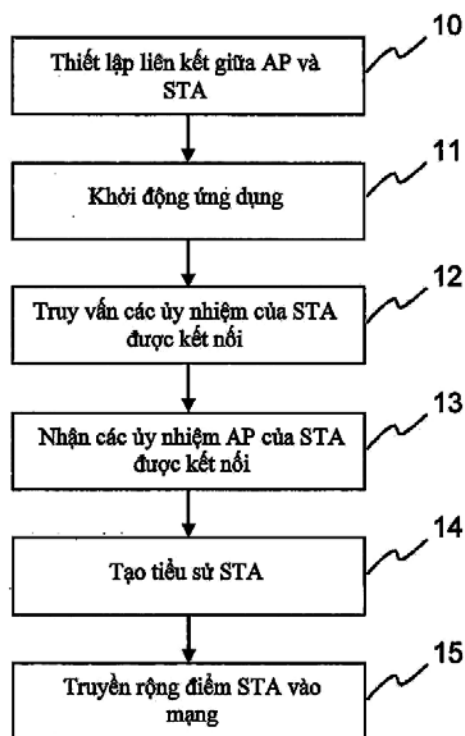 10
Thiết lập liên kết giữa AP và
STA
11
Khởi động ứng dụng
12
Truy vấn các ủy nhiệm của STA
được kết nối
13
Nhận các ủy nhiệm AP của STA
được kết nối
14
Tạo tiểu sử STA
15
Truyền rộng điểm STA vào
mạng